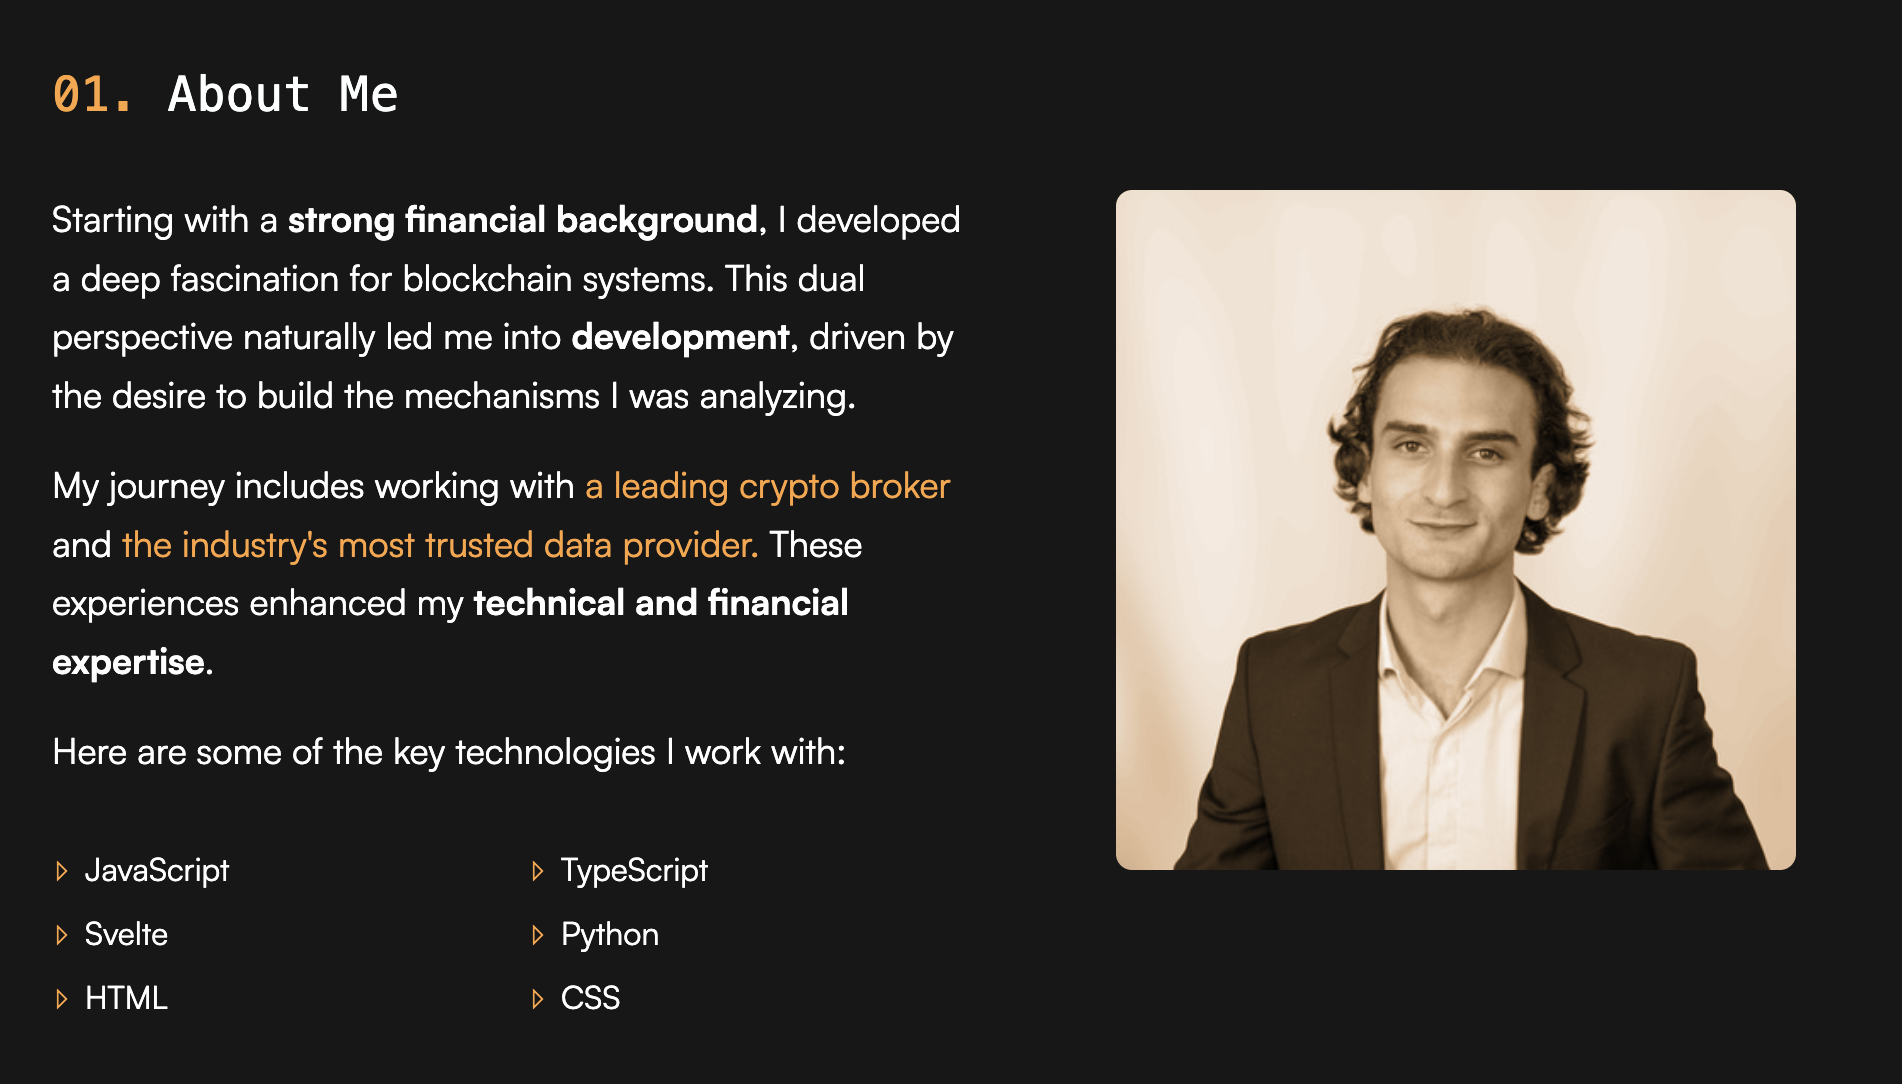 01. About Me
Starting with a strong financial background, I developed
a deep fascination for blockchain systems. This dual
perspective naturally led me into development, driven by
the desire to build the mechanisms I was analyzing.
My journey includes working with a leading crypto broker
and the industry's most trusted data provider. These
experiences enhanced my technical and financial
expertise.
Here are some of the key technologies I work with:
▹ JavaScript
▹ TypeScript
▹ Svelte
▹ Python
▹ HTML
▹ CSS